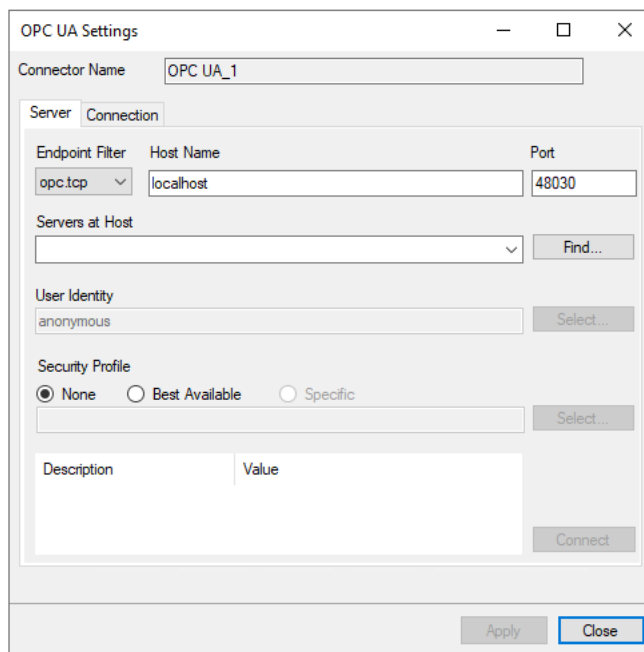 OPC UA Settings
Connector Name OPC UA_1
Server Connection
Endpoint Filter Host Name Port
opc.tcp localhost 48030
Servers at Host
Find...
User Identity
anonymous Select...
Security Profile
None Best Available Specific
Select...
Description Value
Connect
Apply Close